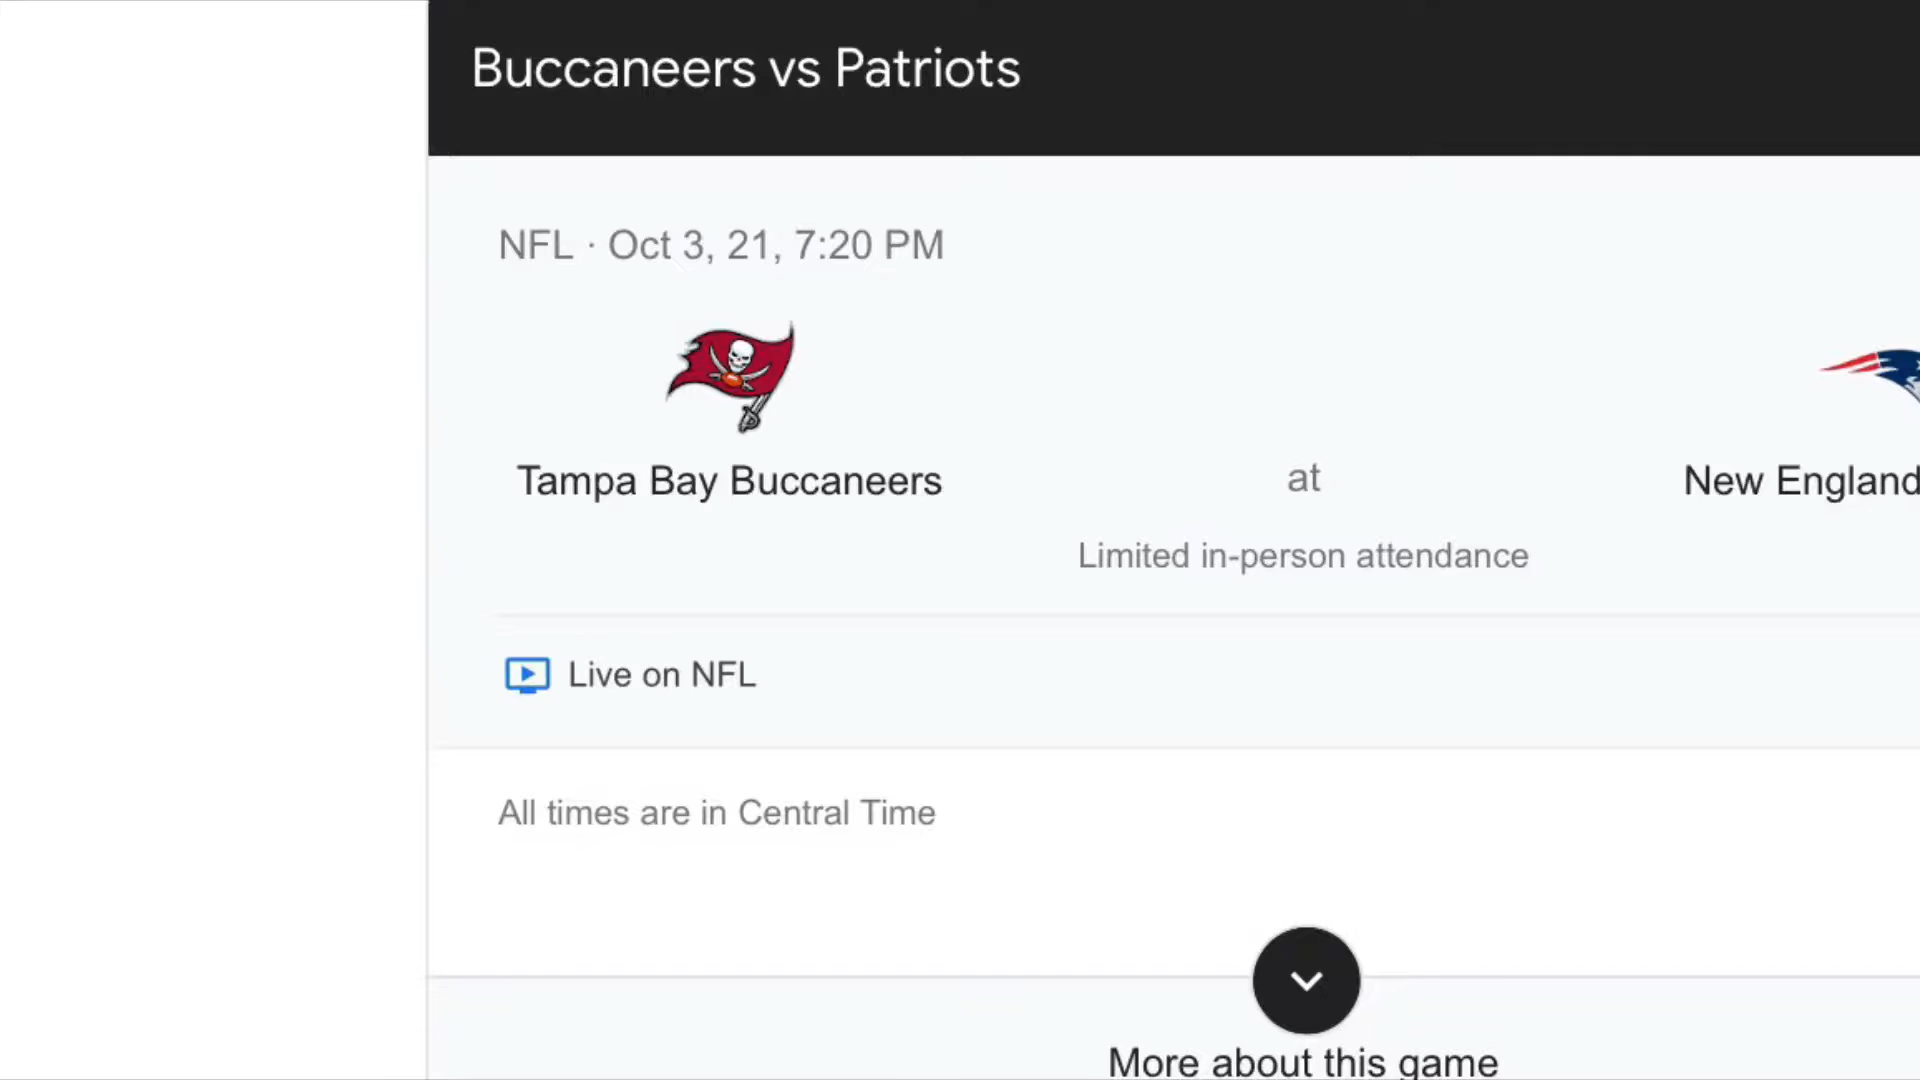 Buccaneers vs Patriots
NFL · Oct 3, 21, 7:20 PM
Tampa Bay Buccaneers
at
New England
Limited in-person attendance
Live on NFL
All times are in Central Time
More about this game